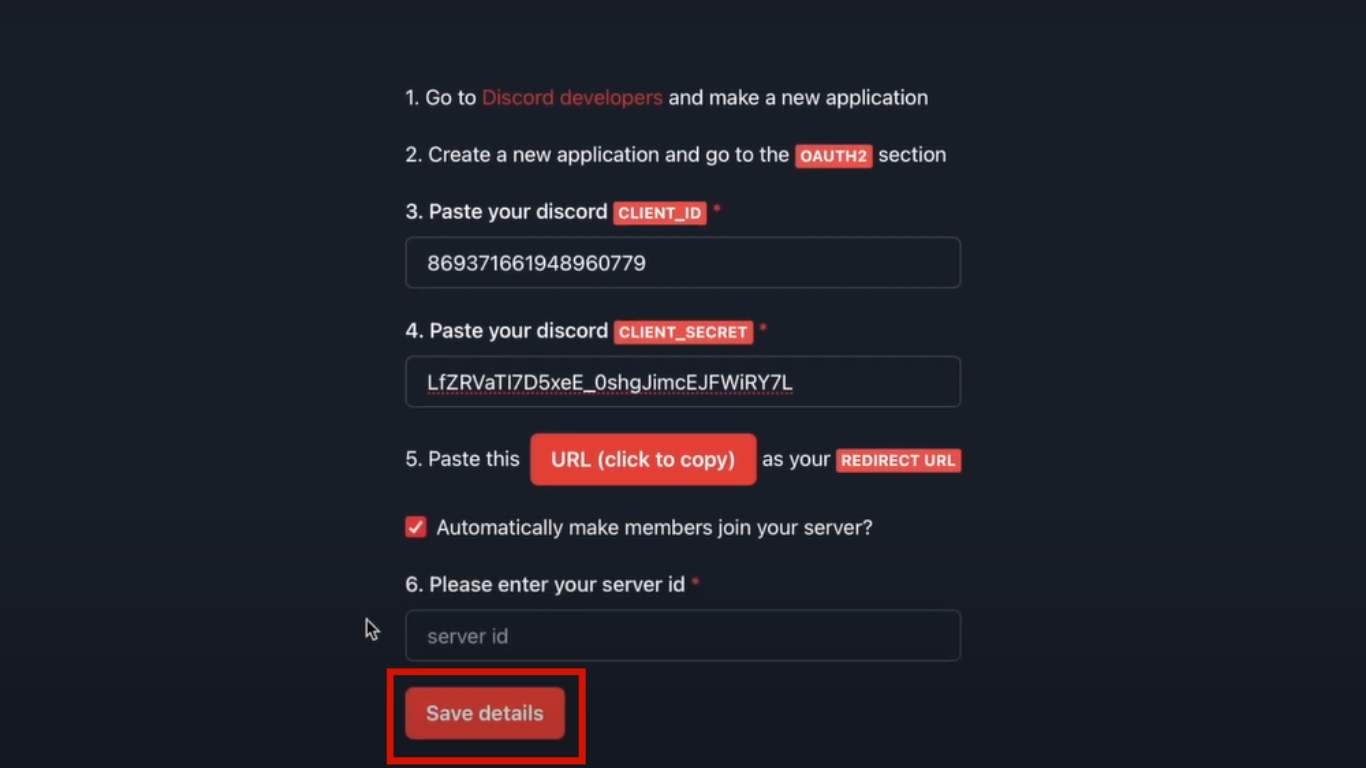 1. Go to Discord developers and make a new application
2. Create a new application and go to the OAUTH2 section
3. Paste your discord CLIENT_ID *
869371661948960779
4. Paste your discord CLIENT_SECRET *
LfZRVaTI7D5xeE_0shgJimcEJFWiRY7L
5. Paste this URL (click to copy) as your REDIRECT URL
Automatically make members join your server?
6. Please enter your server id *
server id
Save details